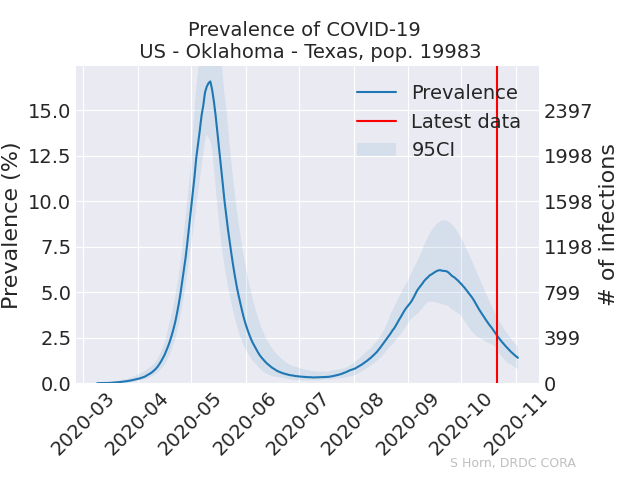 Prevalence of COVID-19
US - Oklahoma - Texas, pop. 19983
Prevalence
Latest data
95CI
Prevalence (%)
15.0
12.5
10.0
7.5
5.0
2.5
0.0
2397
1998
1598
1198
799
399
0
# of infections
2020-03
2020-04
2020-05
2020-06
2020-07
2020-08
2020-09
2020-10
2020-11
S Horn, DRDC CORA